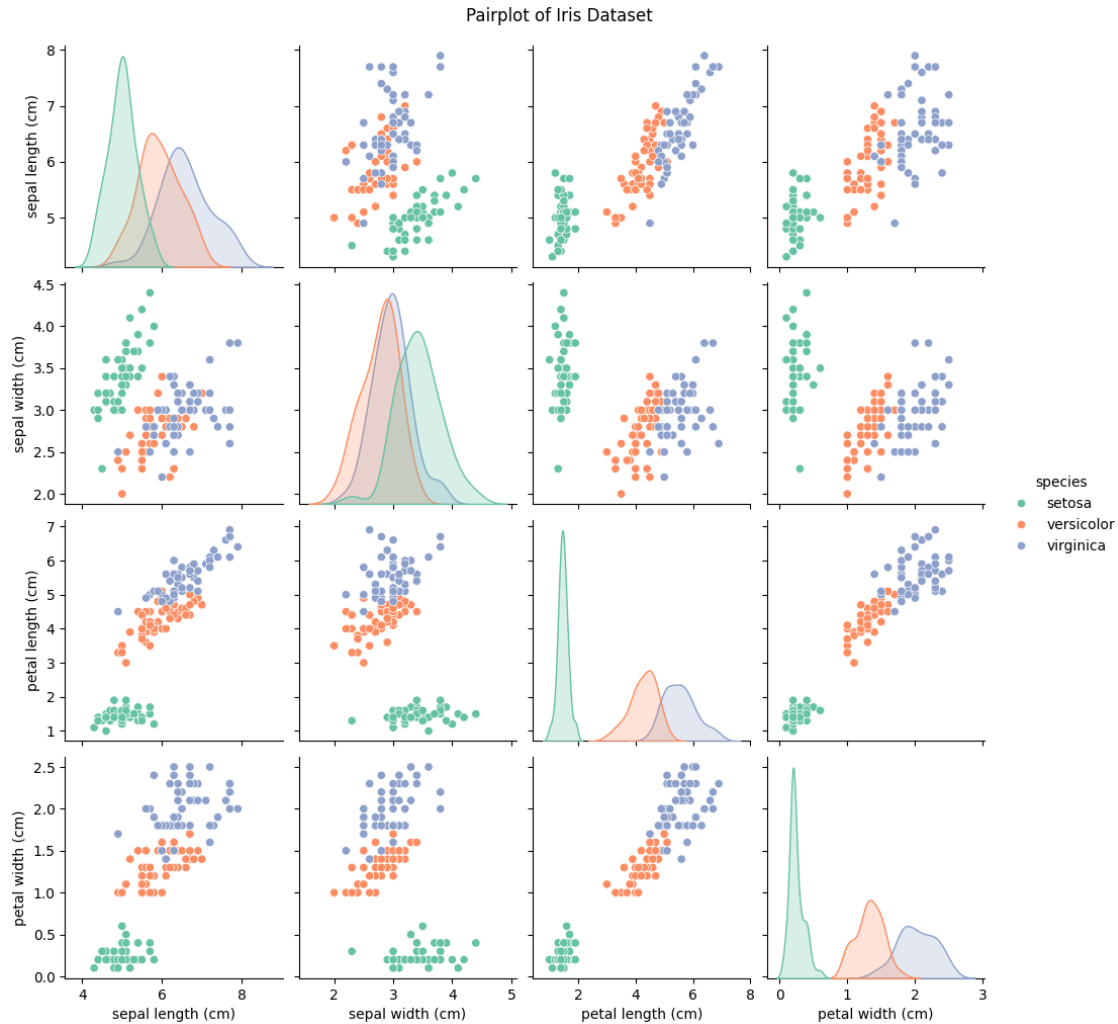 Pairplot of Iris Dataset
8
7
6
5
sepal length (cm)
4.5
4.0
3.5
3.0
2.5
2.0
sepal width (cm)
species
setosa
versicolor
virginica
7
6
5
4
3
2
1
petal length (cm)
2.5
2.0
1.5
1.0
0.5
0.0
petal width (cm)
4 6 8
2 3 4 5
0 2 4 6 8
0 1 2 3
sepal length (cm)
sepal width (cm)
petal length (cm)
petal width (cm)